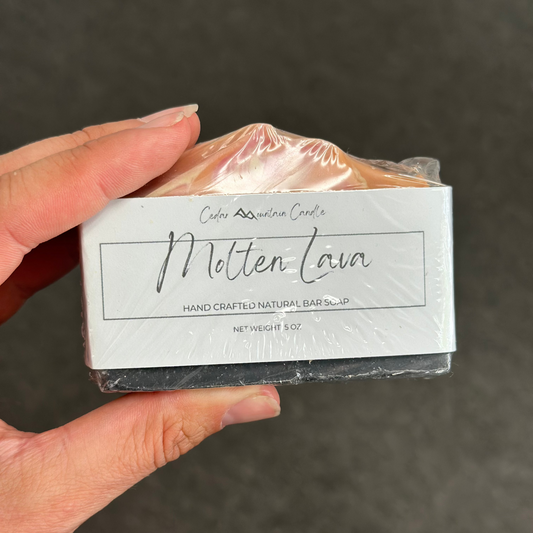 Cedar Mountain Candle
Molten Lava
HAND CRAFTED NATURAL BAR SOAP
NET WEIGHT: 5 OZ